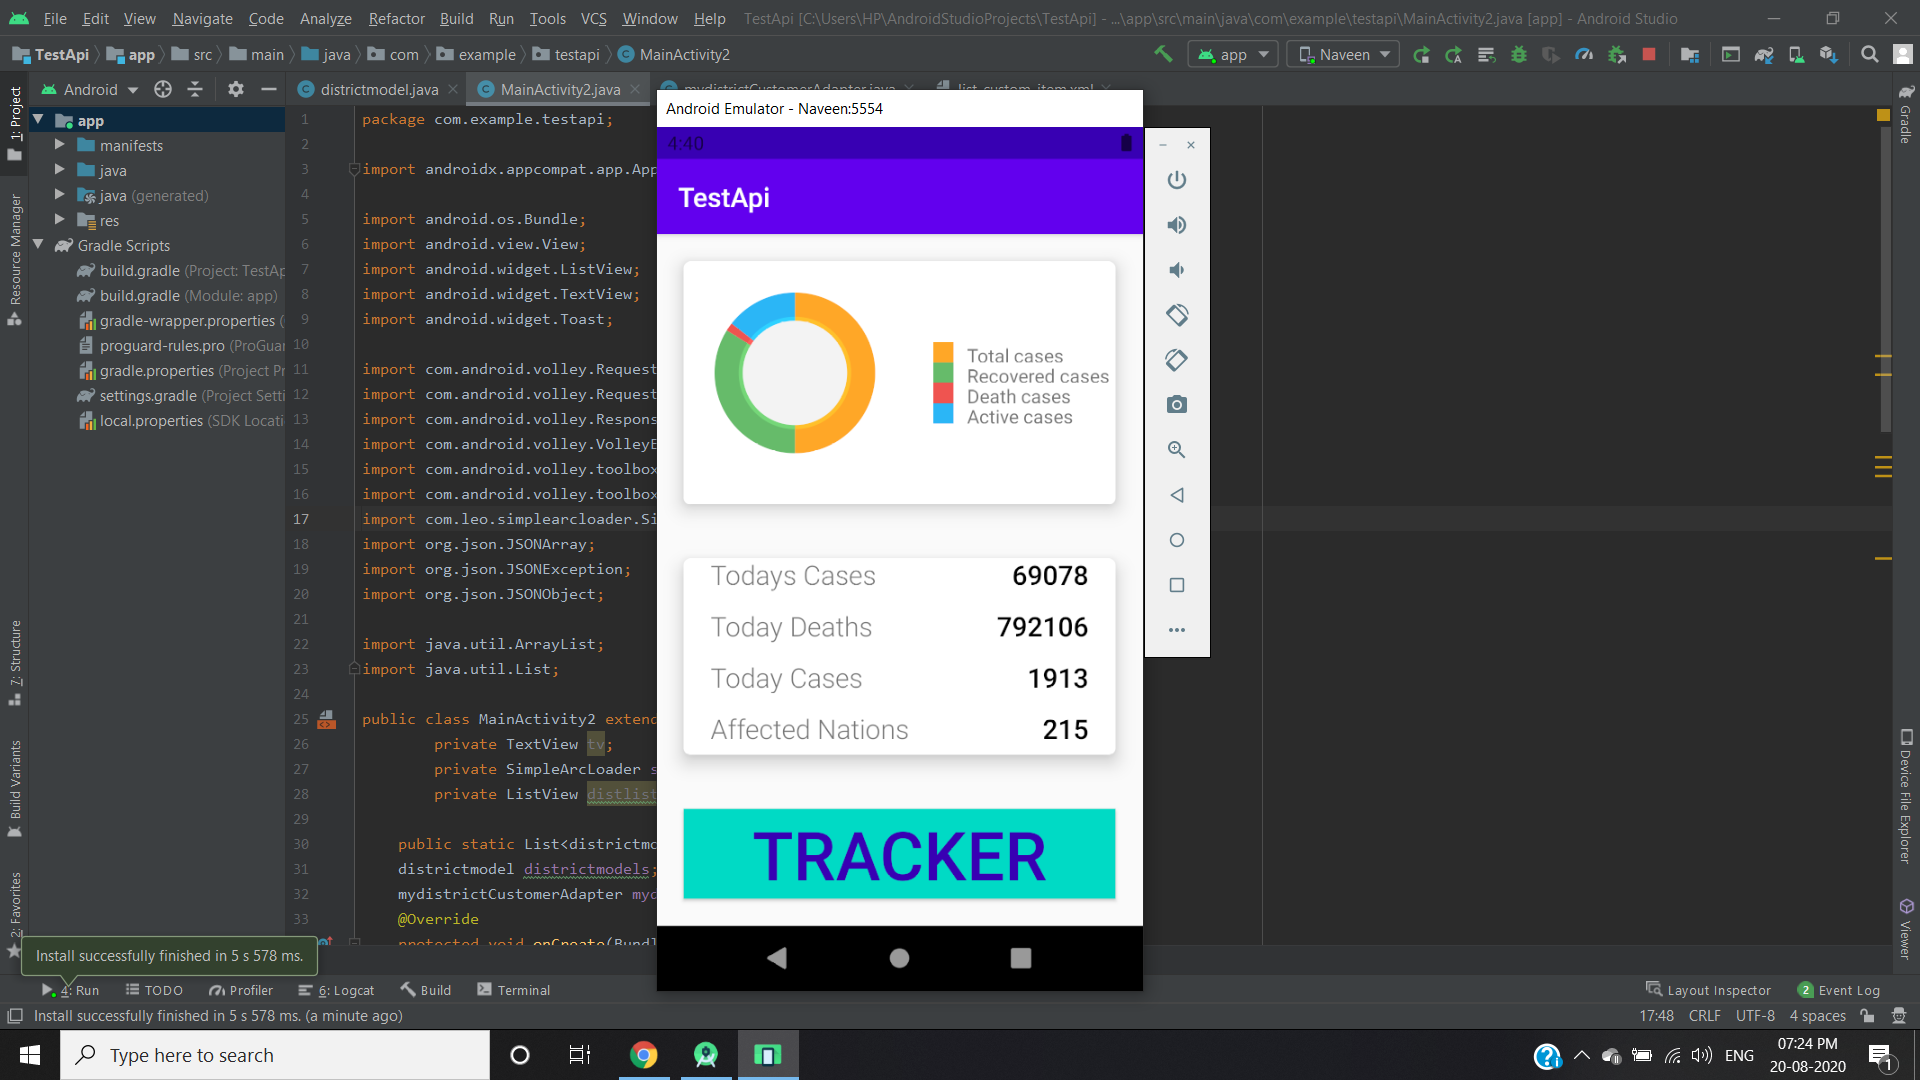 File Edit View Navigate Code Analyze Refactor Build Run Tools VCS Window Help TestApi [C:\Users\HP\AndroidStudioProjects\TestApi] - ...\app\src\main\java\com\example\testapi\MainActivity2.java [app] - Android Studio
TestApi app src main java com example testapi MainActivity2 app Naveen
Android districtmodel.java MainActivity2.java mydistrictCustomerAdapter.java list_custom_item.xml
1: Project
Resource Manager
7: Structure
Build Variants
2: Favorites
app
manifests
java
java (generated)
res
Gradle Scripts
build.gradle (Project: TestAp
build.gradle (Module: app)
gradle-wrapper.properties (
proguard-rules.pro (ProGuar
gradle.properties (Project Pr
settings.gradle (Project Setti
local.properties (SDK Locati
1 package com.example.testapi;
2
3 import androidx.appcompat.app.App
4
5 import android.os.Bundle;
6 import android.view.View;
7 import android.widget.ListView;
8 import android.widget.TextView;
9 import android.widget.Toast;
10
11 import com.android.volley.Request
12 import com.android.volley.Request
13 import com.android.volley.Respons
14 import com.android.volley.VolleyE
15 import com.android.volley.toolbox
16 import com.android.volley.toolbox
17 import com.leo.simplearcloader.Si
18 import org.json.JSONArray;
19 import org.json.JSONException;
20 import org.json.JSONObject;
21
22 import java.util.ArrayList;
23 import java.util.List;
24
25 public class MainActivity2 extend
26 private TextView tv;
27 private SimpleArcLoader s
28 private ListView distlist
29
30 public static List<districtmo
31 districtmodel districtmodels;
32 mydistrictCustomerAdapter myd
33 @Override
protected void onCreate(Bundl
Android Emulator - Naveen:5554
4:40
TestApi
Total cases
Recovered cases
Death cases
Active cases
Todays Cases 69078
Today Deaths 792106
Today Cases 1913
Affected Nations 215
TRACKER
Gradle
Device File Explorer
Viewer
Install successfully finished in 5 s 578 ms.
4: Run TODO Profiler 6: Logcat Build Terminal Layout Inspector 2 Event Log
Install successfully finished in 5 s 578 ms. (a minute ago) 17:48 CRLF UTF-8 4 spaces
Type here to search ENG 07:24 PM
20-08-2020 1